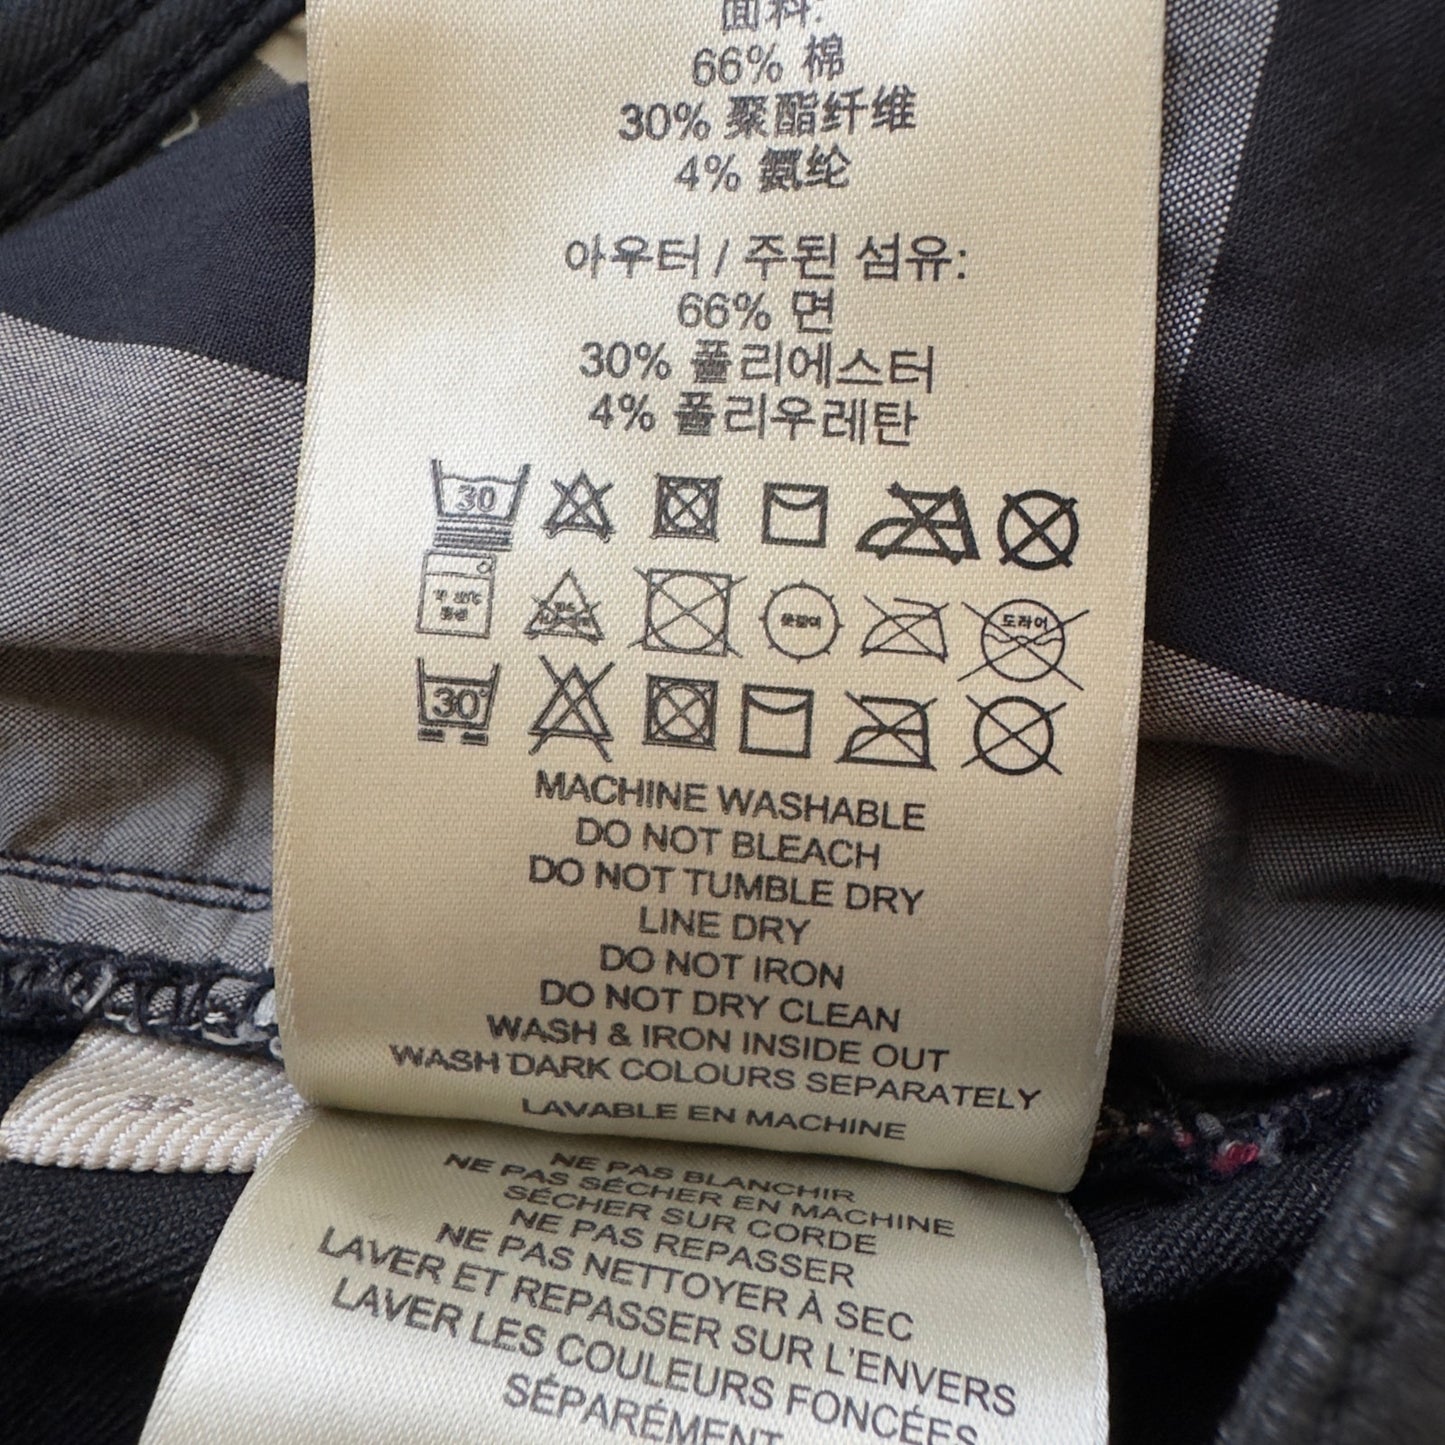 面料:
66% 棉
30% 聚酯纤维
4% 氨纶
아우터 / 주된 섬유:
66% 면
30% 폴리에스터
4% 폴리우레탄
30
드라이
30°
MACHINE WASHABLE
DO NOT BLEACH
DO NOT TUMBLE DRY
LINE DRY
DO NOT IRON
DO NOT DRY CLEAN
WASH & IRON INSIDE OUT
WASH DARK COLOURS SEPARATELY
LAVABLE EN MACHINE
NE PAS BLANCHIR
NE PAS SÉCHER EN MACHINE
SÉCHER SUR CORDE
NE PAS REPASSER
NE PAS NETTOYER À SEC
LAVER ET REPASSER SUR L'ENVERS
LAVER LES COULEURS FONCÉES
SÉPARÉMENT